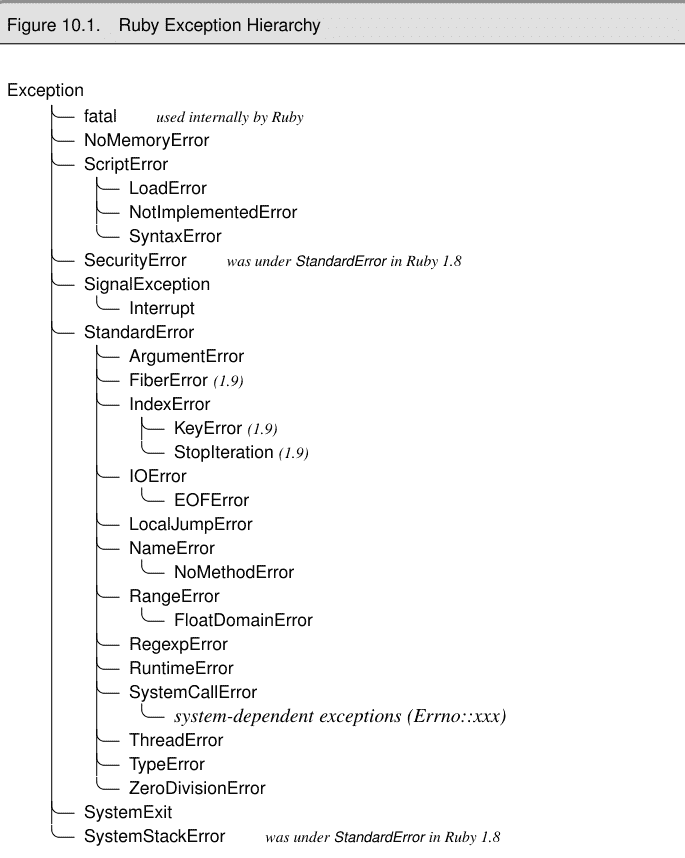 Figure 10.1. Ruby Exception Hierarchy
Exception
fatal used internally by Ruby
NoMemoryError
ScriptError
LoadError
NotImplementedError
SyntaxError
SecurityError was under StandardError in Ruby 1.8
SignalException
Interrupt
StandardError
ArgumentError
FiberError (1.9)
IndexError
KeyError (1.9)
StopIteration (1.9)
IOError
EOFError
LocalJumpError
NameError
NoMethodError
RangeError
FloatDomainError
RegexpError
RuntimeError
SystemCallError
system-dependent exceptions (Errno::xxx)
ThreadError
TypeError
ZeroDivisionError
SystemExit
SystemStackError was under StandardError in Ruby 1.8